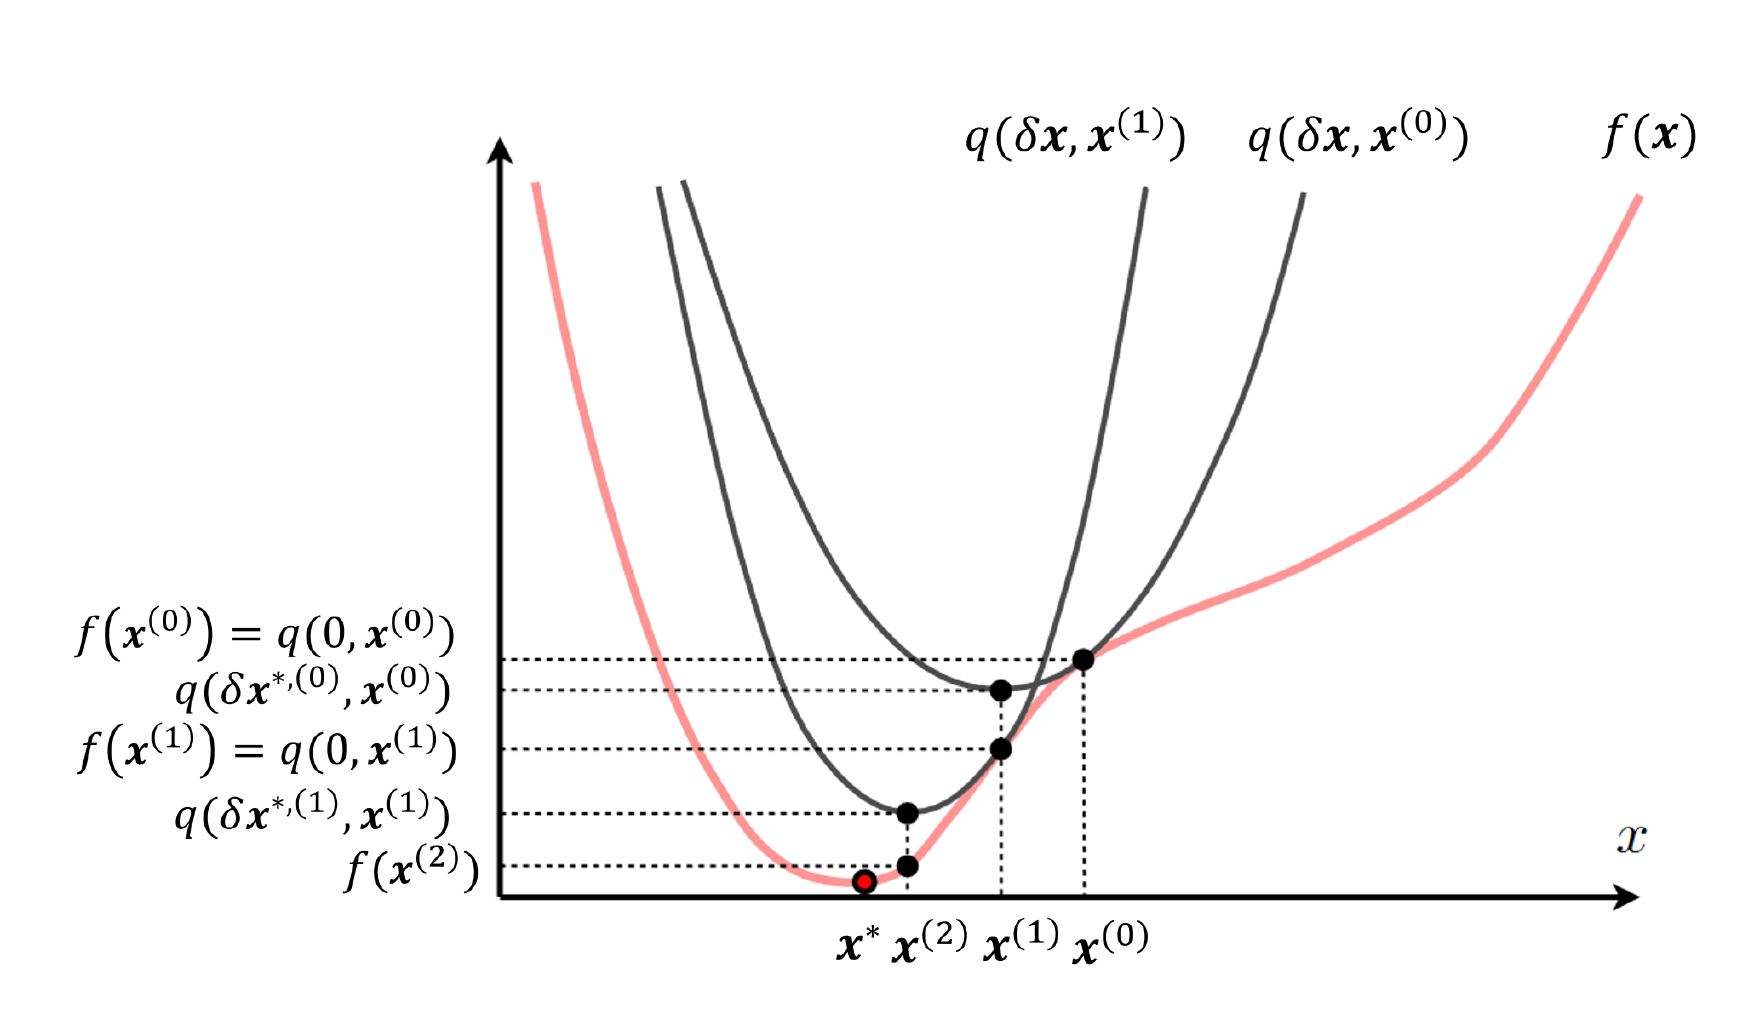 q(δx, x⁽¹⁾) q(δx, x⁽⁰⁾) f(x)
f(x⁽⁰⁾) = q(0, x⁽⁰⁾)
q(δx*,⁽⁰⁾, x⁽⁰⁾)
f(x⁽¹⁾) = q(0, x⁽¹⁾)
q(δx*,⁽¹⁾, x⁽¹⁾)
x
f(x⁽²⁾)
x* x⁽²⁾ x⁽¹⁾ x⁽⁰⁾